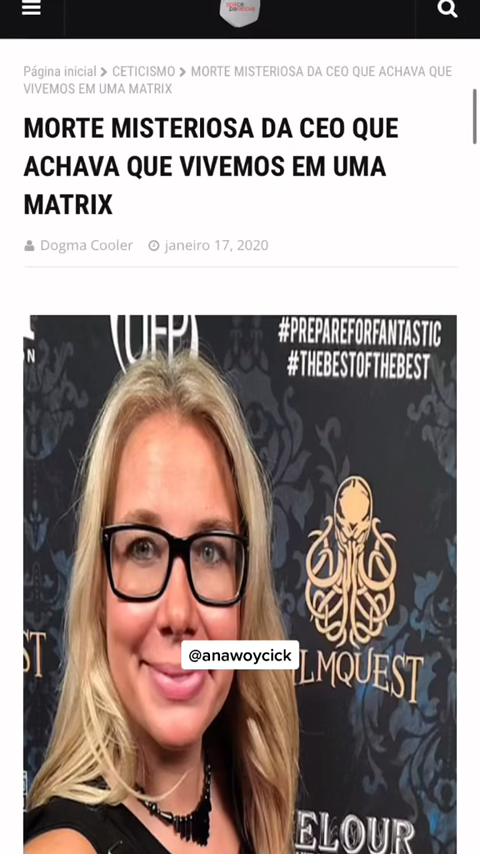 Página inicial > CETICISMO > MORTE MISTERIOSA DA CEO QUE ACHAVA QUE
VIVEMOS EM UMA MATRIX
MORTE MISTERIOSA DA CEO QUE
ACHAVA QUE VIVEMOS EM UMA
MATRIX
Dogma Cooler janeiro 17, 2020
UFP
N
#PREPAREFORFANTASTIC
#THEBESTOFTHEBEST
@anawoycick
ST
LMQUEST
ELOUR